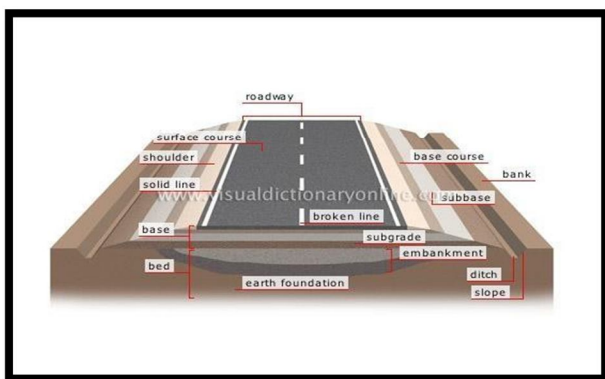 roadway
surface course
shoulder
base course
bank
solid line
www.visualdictionaryonline.com
subbase
broken line
base
subgrade
embankment
bed
ditch
earth foundation
slope